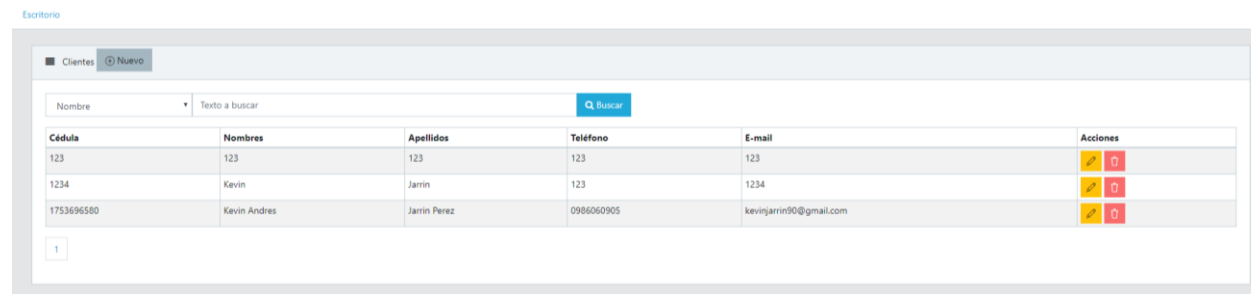 Escritorio
Clientes Nuevo
Nombre Texto a buscar Buscar
Cédula Nombres Apellidos Teléfono E-mail Acciones
123 123 123 123 123
1234 Kevin Jarrin 123 1234
1753696580 Kevin Andres Jarrin Perez 0986060905 kevinjarrin90@gmail.com
1